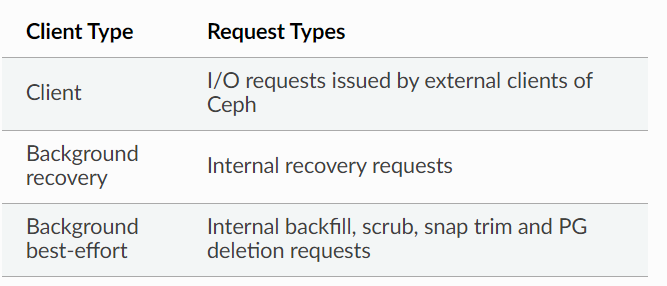 Client Type Request Types
Client I/O requests issued by external clients of
Ceph
Background
recovery Internal recovery requests
Background
best-effort Internal backfill, scrub, snap trim and PG
deletion requests